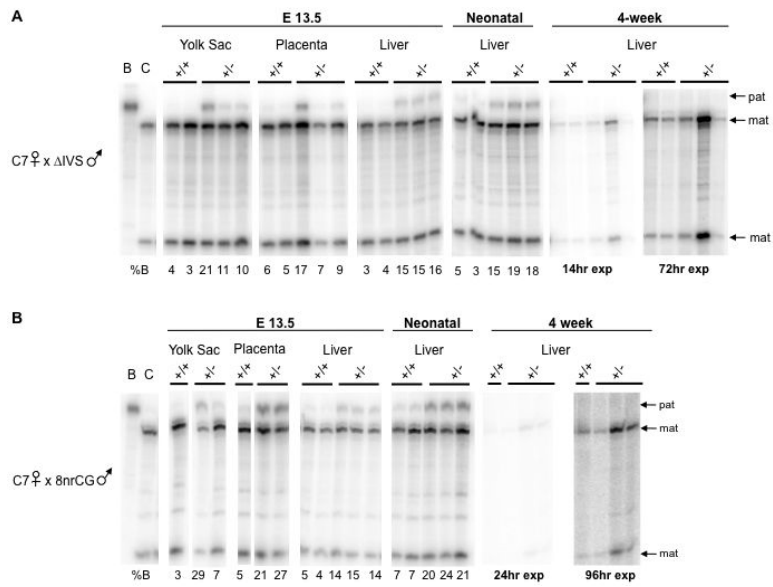 A
E 13.5 Neonatal 4-week
Yolk Sac Placenta Liver Liver Liver
B C +/+ +/- +/+ +/- +/+ +/- +/+ +/- +/+ +/- +/+ +/-
pat
mat
C7♀ x ΔIVS♂
mat
%B 4 3 21 11 10 6 5 17 7 9 3 4 15 15 16 5 3 15 19 18 14hr exp 72hr exp
B
E 13.5 Neonatal 4 week
Yolk Sac Placenta Liver Liver Liver
B C +/+ +/- +/+ +/- +/+ +/- +/+ +/- +/+ +/- +/+ +/-
pat
mat
C7♀ x 8nrCG♂
mat
%B 3 29 7 5 21 27 5 4 14 15 14 7 7 20 24 21 24hr exp 96hr exp